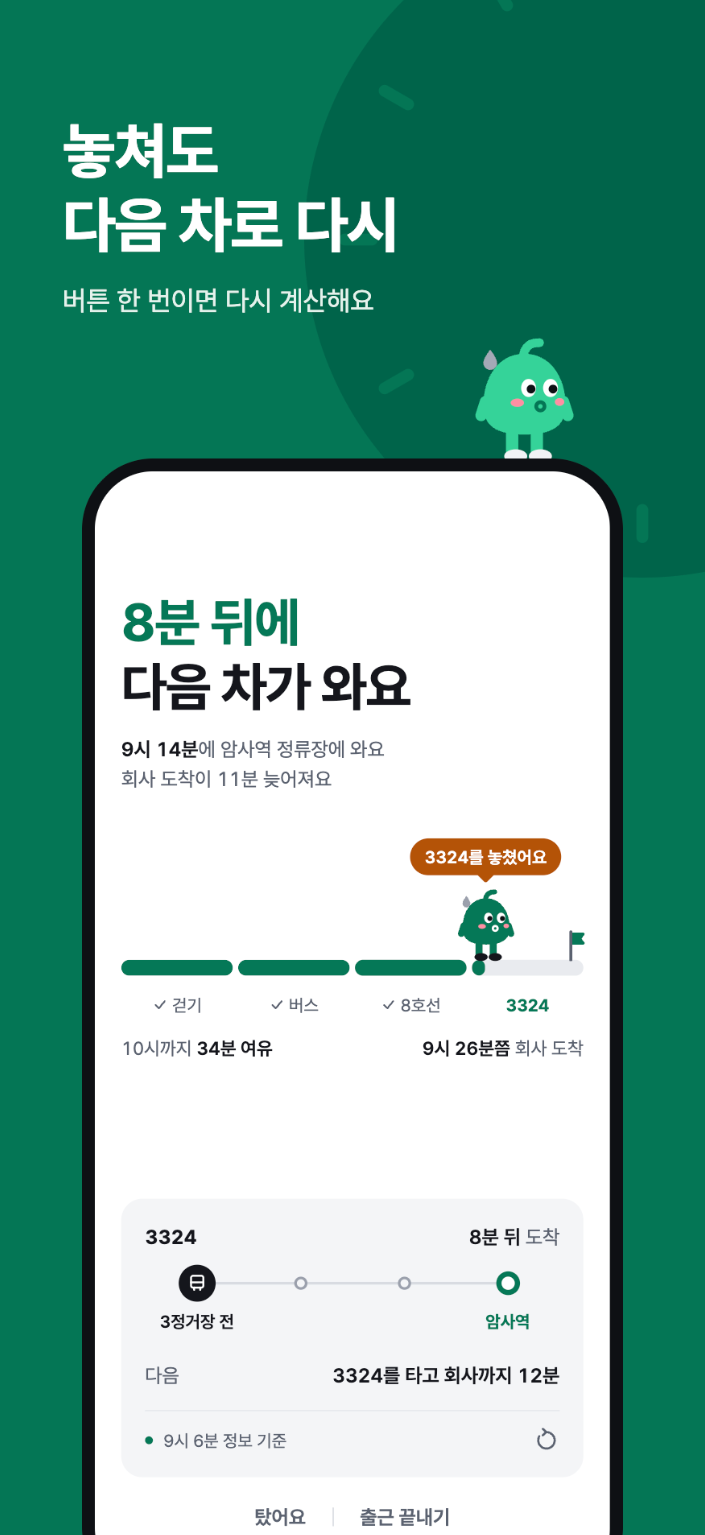 놓쳐도
다음 차로 다시
버튼 한 번이면 다시 계산해요
8분 뒤에
다음 차가 와요
9시 14분에 암사역 정류장에 와요
회사 도착이 11분 늦어져요
3324를 놓쳤어요
걷기 버스 8호선 3324
10시까지 34분 여유 9시 26분쯤 회사 도착
3324 8분 뒤 도착
3정거장 전 암사역
다음 3324를 타고 회사까지 12분
9시 6분 정보 기준
탔어요 출근 끝내기